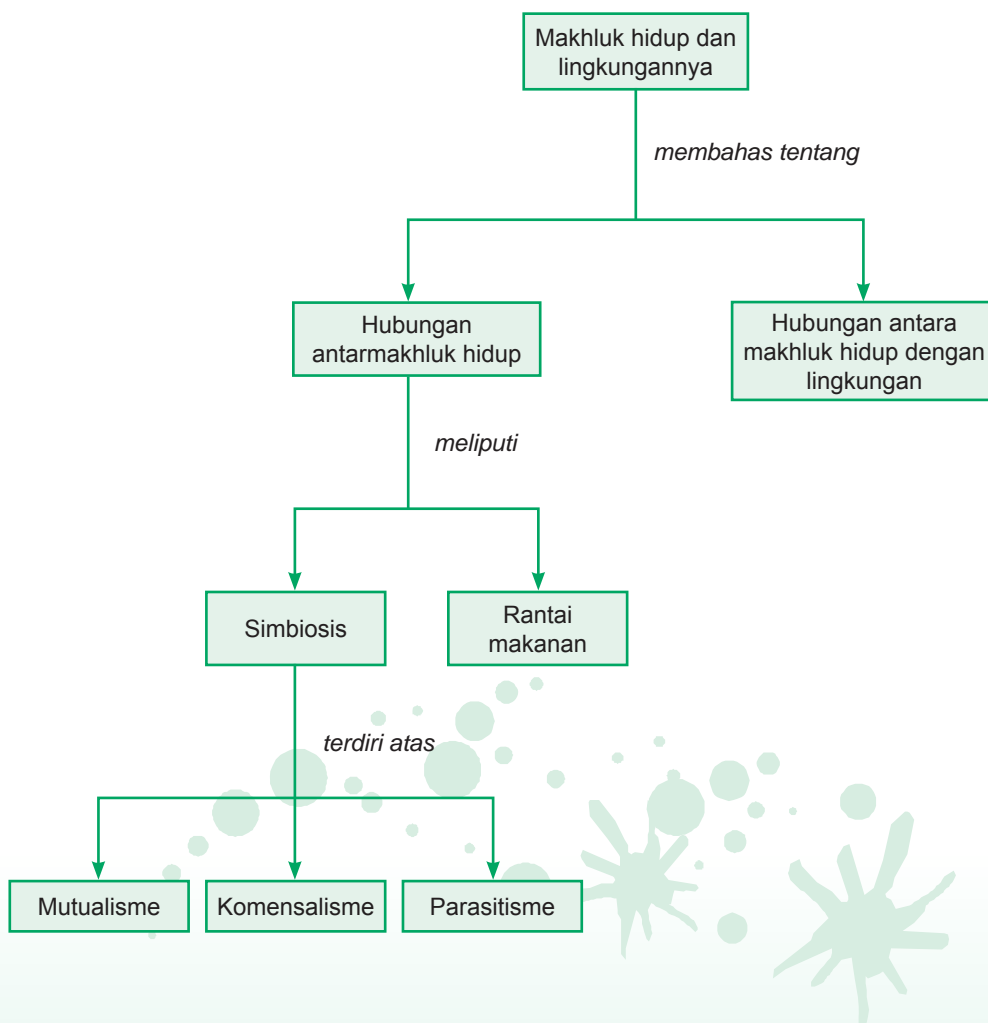 Makhluk hidup dan
lingkungannya
membahas tentang
Hubungan
antarmakhluk hidup
Hubungan antara
makhluk hidup dengan
lingkungan
meliputi
Simbiosis
Rantai
makanan
terdiri atas
Mutualisme
Komensalisme
Parasitisme